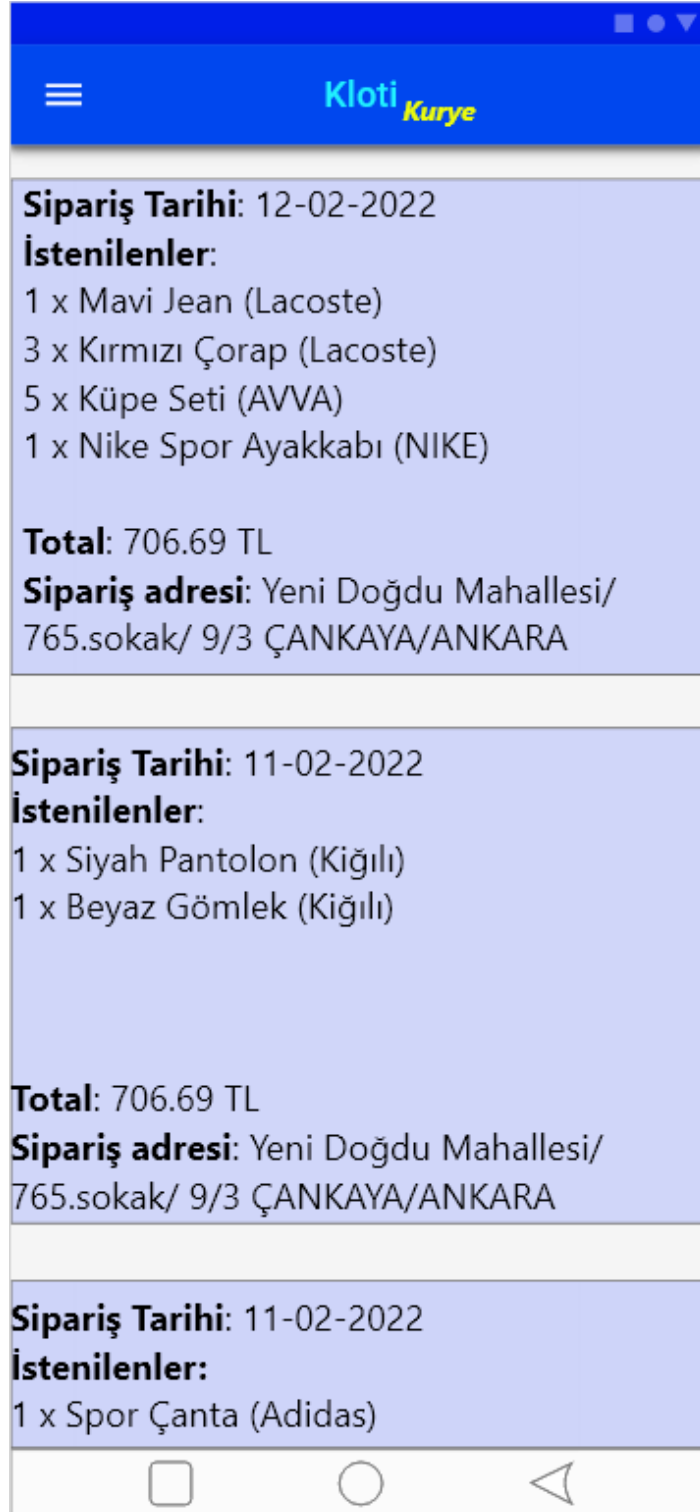 Kloti Kurye
Sipariş Tarihi: 12-02-2022
İstenilenler:
1 x Mavi Jean (Lacoste)
3 x Kırmızı Çorap (Lacoste)
5 x Küpe Seti (AVVA)
1 x Nike Spor Ayakkabı (NIKE)
Total: 706.69 TL
Sipariş adresi: Yeni Doğdu Mahallesi/
765.sokak/ 9/3 ÇANKAYA/ANKARA
Sipariş Tarihi: 11-02-2022
İstenilenler:
1 x Siyah Pantolon (Kiğılı)
1 x Beyaz Gömlek (Kiğılı)
Total: 706.69 TL
Sipariş adresi: Yeni Doğdu Mahallesi/
765.sokak/ 9/3 ÇANKAYA/ANKARA
Sipariş Tarihi: 11-02-2022
İstenilenler:
1 x Spor Çanta (Adidas)